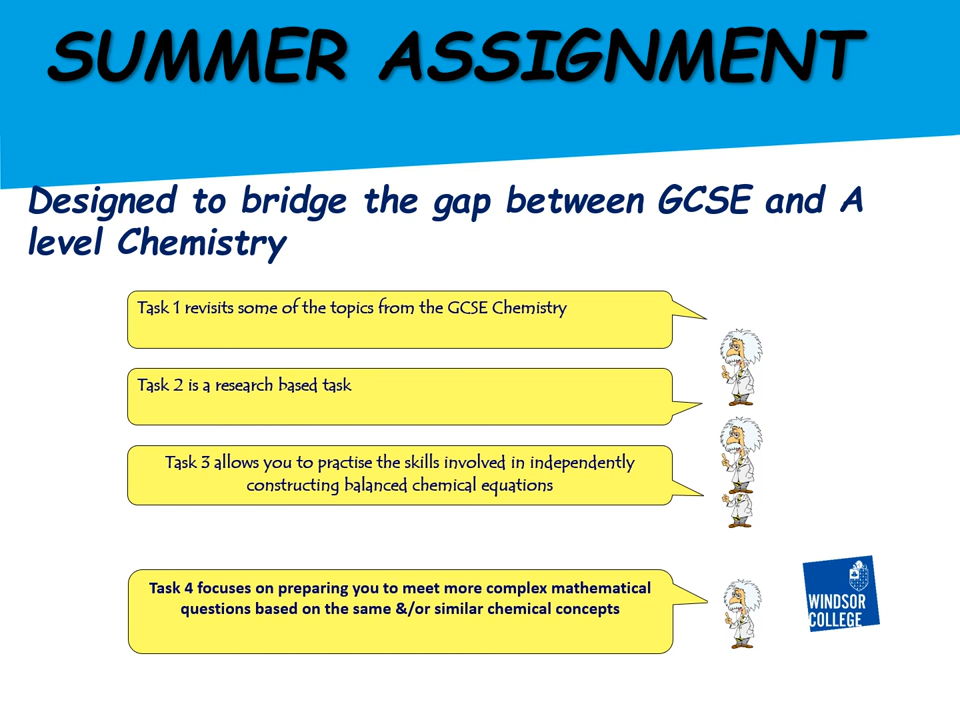 SUMMER ASSIGNMENT
Designed to bridge the gap between GCSE and A
level Chemistry
Task 1 revisits some of the topics from the GCSE Chemistry
Task 2 is a research based task
Task 3 allows you to practise the skills involved in independently
constructing balanced chemical equations
Task 4 focuses on preparing you to meet more complex mathematical
questions based on the same &/or similar chemical concepts
WINDSOR
COLLEGE